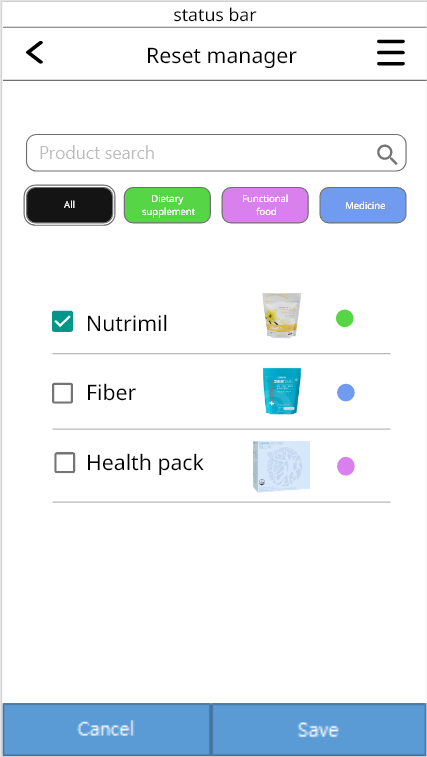 status bar
Reset manager
Product search
All
Dietary
supplement
Functional
food
Medicine
Nutrimil
Fiber
Health pack
Cancel
Save